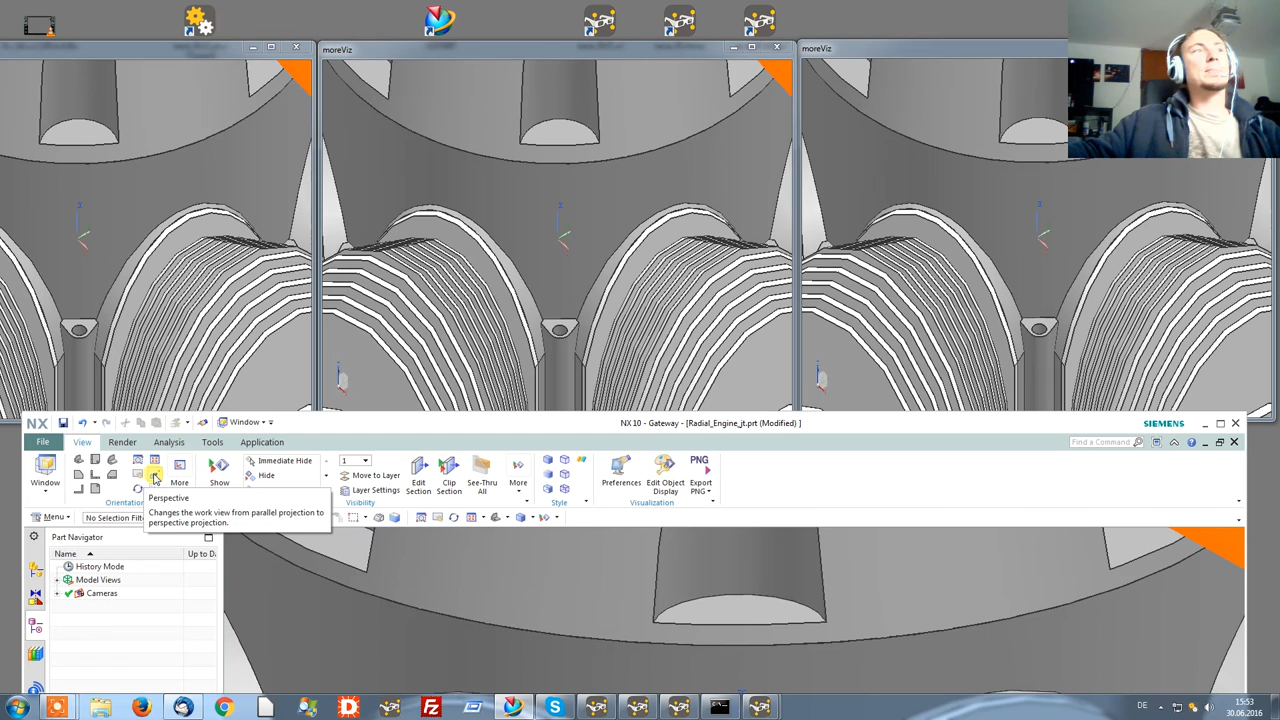 moreViz
moreViz
NX
Window
NX 10 - Gateway - [Radial_Engine_jt.prt (Modified) ]
SIEMENS
File
View
Render
Analysis
Tools
Application
Find a Command
Window
More
Show
Immediate Hide
Hide
1
Move to Layer
Layer Settings
Edit
Section
Clip
Section
See-Thru
All
More
Preferences
Edit Object
Display
PNG
Export
PNG
Visibility
Style
Visualization
Perspective
Changes the work view from parallel projection to
perspective projection.
Menu
No Selection Filt
Part Navigator
Name
Up to D
History Mode
Model Views
Cameras
DE
15:53
30.06.2016